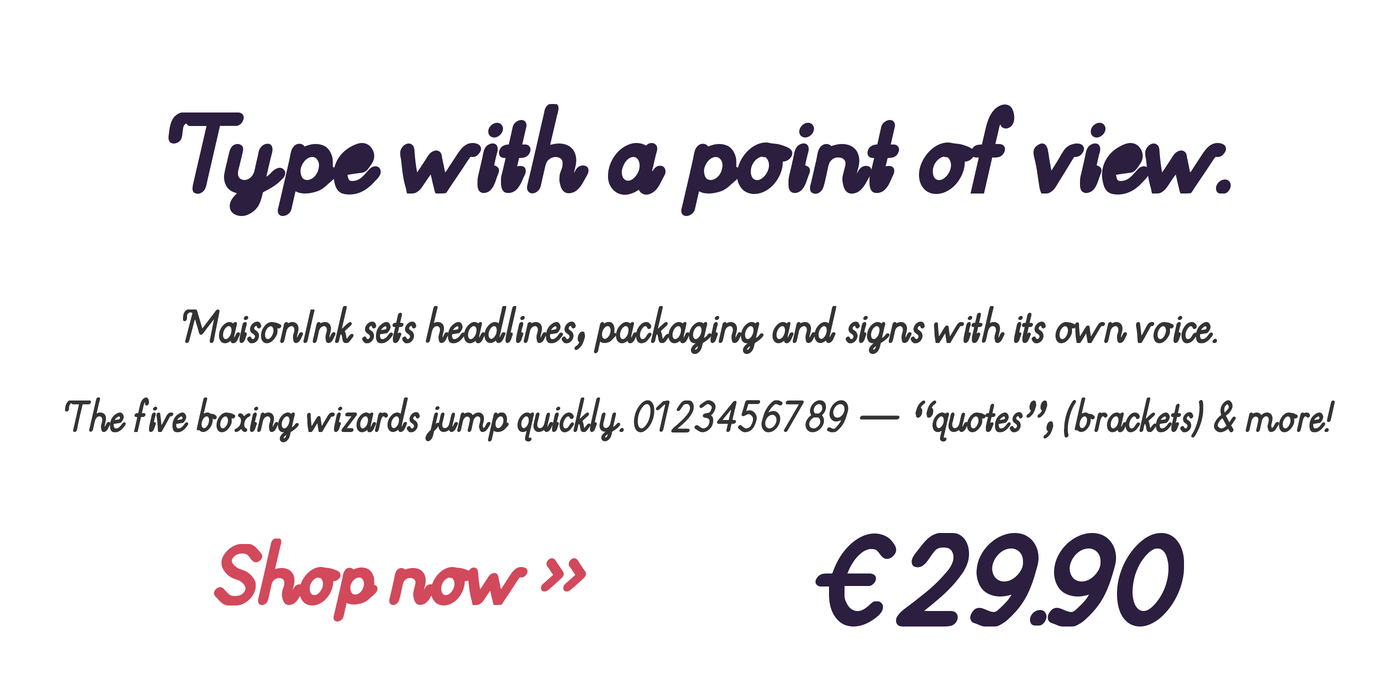 Type with a point of view.
MaisonInk sets headlines, packaging and signs with its own voice.
The five boxing wizards jump quickly. 0123456789 — “quotes”, (brackets) & more!
Shop now »
€29.90